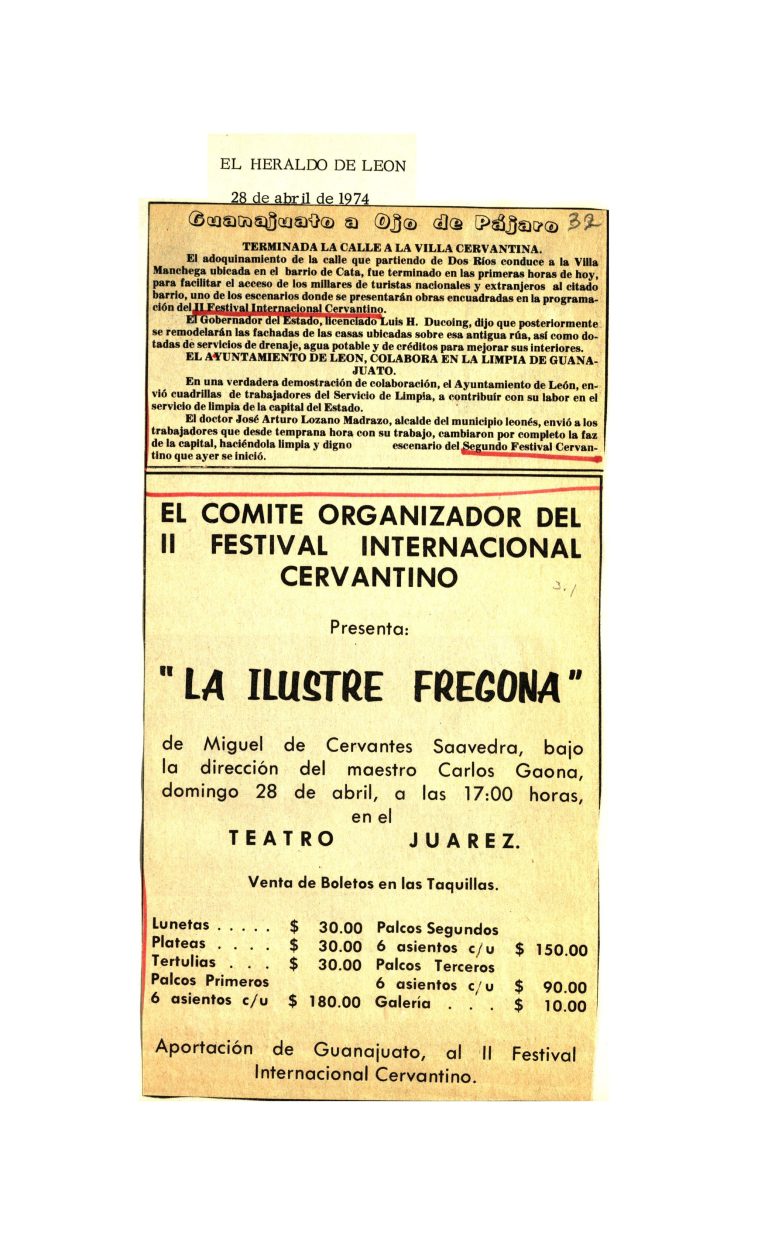 EL HERALDO DE LEON
28 de abril de 1974
Guanajuato a Ojo de Pájaro 32
TERMINADA LA CALLE A LA VILLA CERVANTINA.
El adoquinamiento de la calle que partiendo de Dos Ríos conduce a la Villa
Manchega ubicada en el barrio de Cata, fue terminado en las primeras horas de hoy,
para facilitar el acceso de los millares de turistas nacionales y extranjeros al citado
barrio, uno de los escenarios donde se presentarán obras encuadradas en la programa-
ción del II Festival Internacional Cervantino.
El Gobernador del Estado, licenciado Luis H. Ducoing, dijo que posteriormente
se remodelarán las fachadas de las casas ubicadas sobre esa antigua rúa, así como do-
tadas de servicios de drenaje, agua potable y de créditos para mejorar sus interiores.
EL AYUNTAMIENTO DE LEON, COLABORA EN LA LIMPIA DE GUANA-
JUATO.
En una verdadera demostración de colaboración, el Ayuntamiento de León, en-
vió cuadrillas de trabajadores del Servicio de Limpia, a contribuir con su labor en el
servicio de limpia de la capital del Estado.
El doctor José Arturo Lozano Madrazo, alcalde del municipio leonés, envió a los
trabajadores que desde temprana hora con su trabajo, cambiaron por completo la faz
de la capital, haciéndola limpia y digno escenario del Segundo Festival Cervan-
tino que ayer se inició.
EL COMITE ORGANIZADOR DEL
II FESTIVAL INTERNACIONAL
CERVANTINO
3.1
Presenta:
"LA ILUSTRE FREGONA"
de Miguel de Cervantes Saavedra, bajo
la dirección del maestro Carlos Gaona,
domingo 28 de abril, a las 17:00 horas,
en el
TEATRO JUAREZ.
Venta de Boletos en las Taquillas.
Lunetas . . . . . $ 30.00
Plateas . . . . $ 30.00
Tertulias . . . $ 30.00
Palcos Primeros
6 asientos c/u $ 180.00
Palcos Segundos
6 asientos c/u $ 150.00
Palcos Terceros
6 asientos c/u $ 90.00
Galería . . . $ 10.00
Aportación de Guanajuato, al II Festival
Internacional Cervantino.